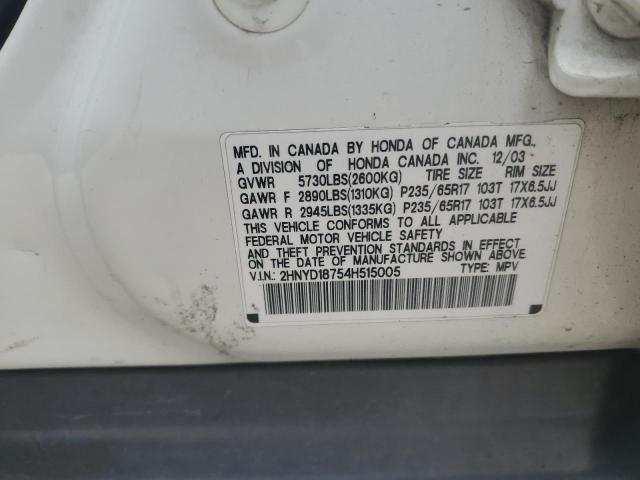 MFD. IN CANADA BY HONDA OF CANADA MFG.,
A DIVISION OF HONDA CANADA INC. 12/03
GVWR 5730LBS(2600KG) TIRE SIZE RIM SIZE
GAWR F 2890LBS(1310KG) P235/65R17 103T 17X6.5JJ
GAWR R 2945LBS(1335KG) P235/65R17 103T 17X6.5JJ
THIS VEHICLE CONFORMS TO ALL APPLICABLE
FEDERAL MOTOR VEHICLE SAFETY
AND THEFT PREVENTION STANDARDS IN EFFECT
ON THE DATE OF MANUFACTURE SHOWN ABOVE.
V.I.N.: 2HNYD18754H515005 TYPE: MPV